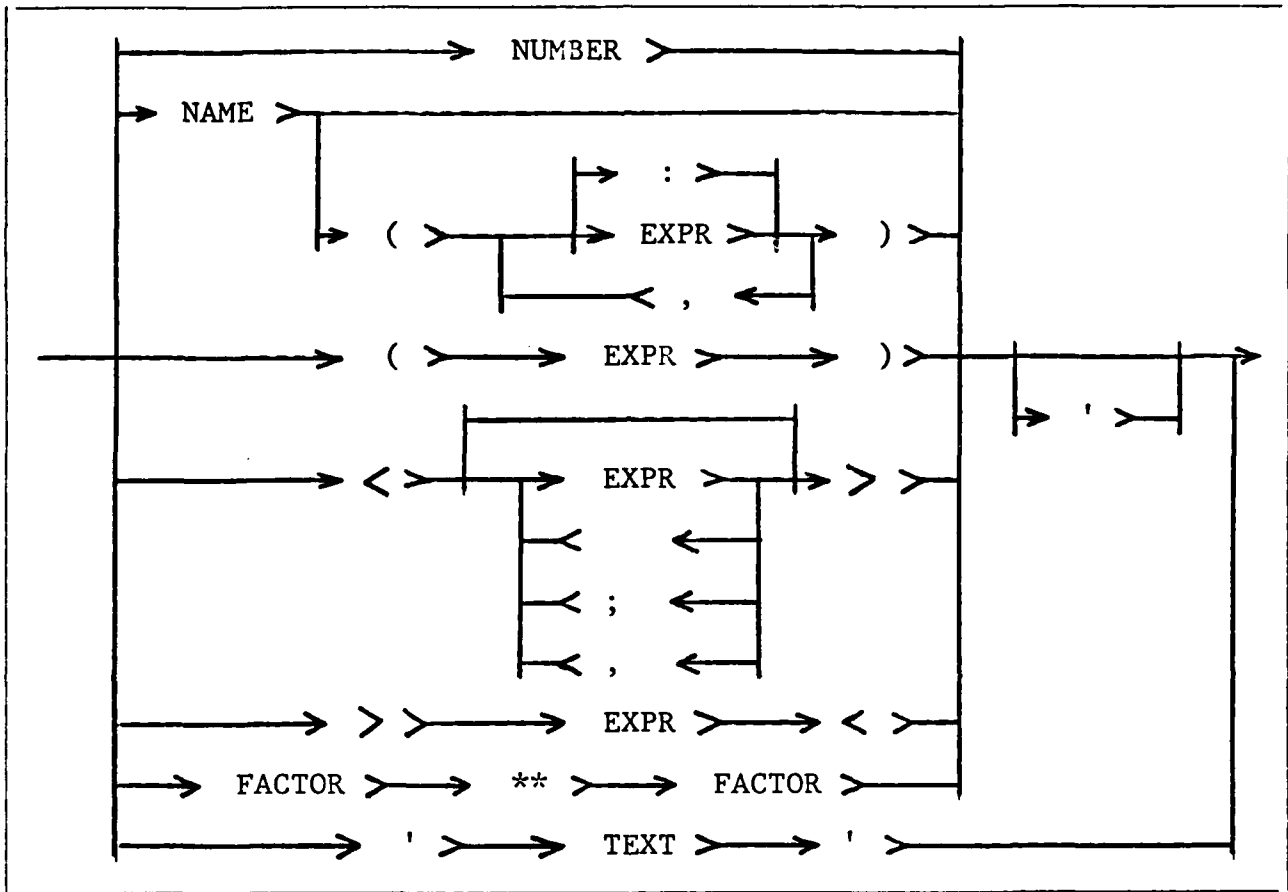 NUMBER
NAME
:
( EXPR )
,
( EXPR )
'
< EXPR >
;
,
> EXPR <
FACTOR ** FACTOR
' TEXT '